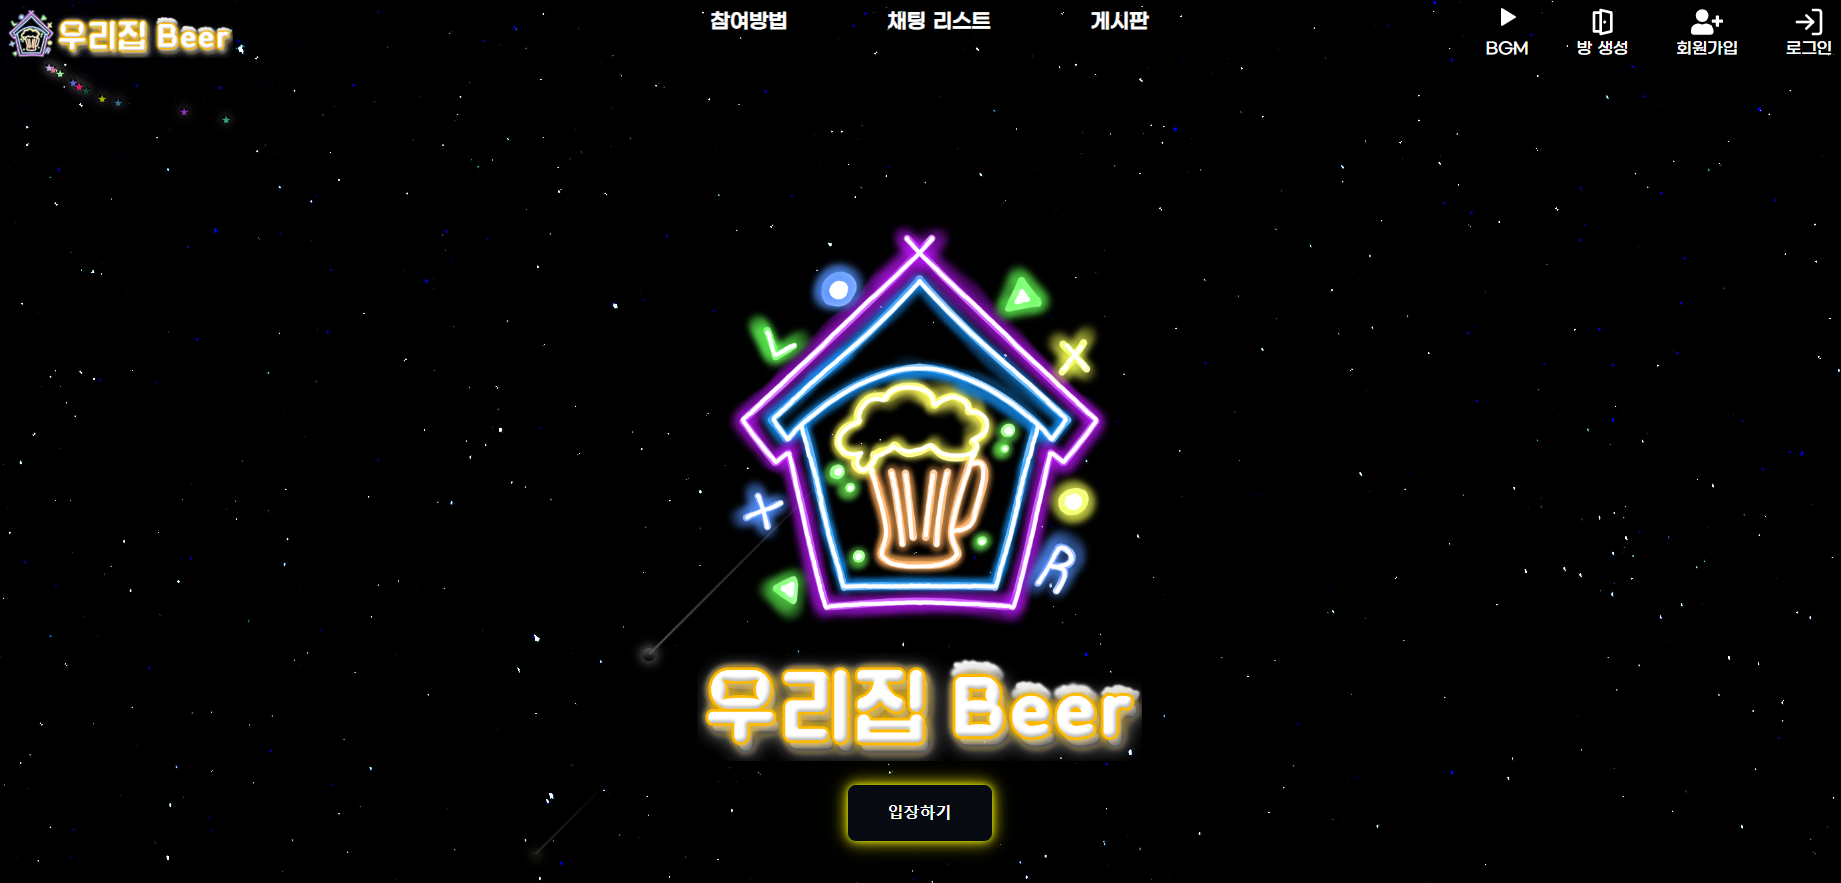 우리집 Beer
참여방법 채팅 리스트 게시판
BGM 방 생성 회원가입 로그인
L
X
X
R
우리집 Beer
입장하기